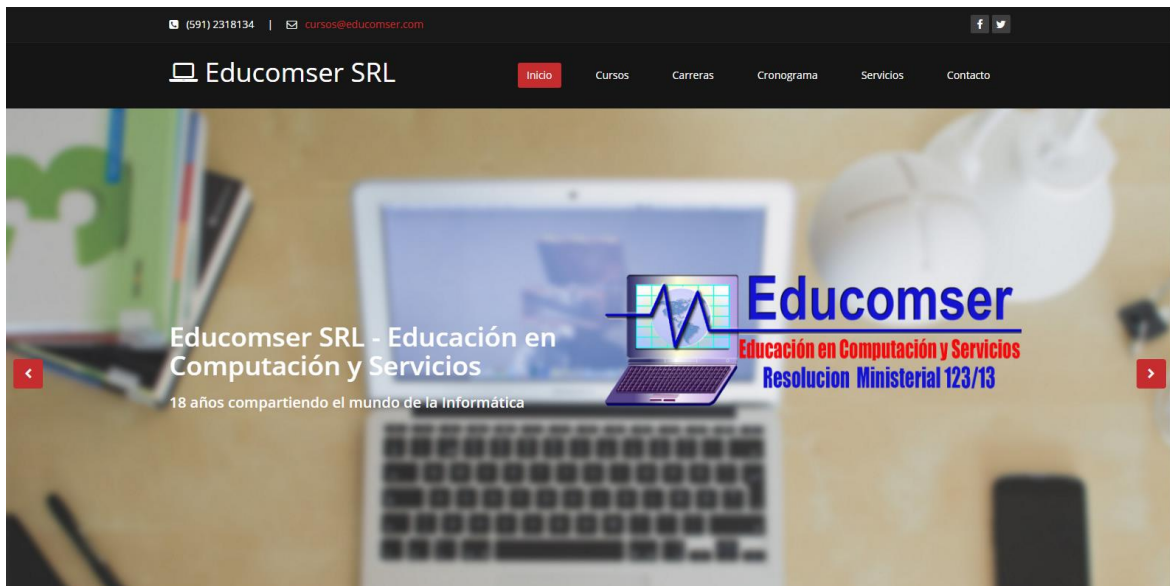 (591) 2318134 | cursos@educomser.com
Educomser SRL
Inicio Cursos Carreras Cronograma Servicios Contacto
Educomser SRL - Educación en
Computación y Servicios
18 años compartiendo el mundo de la Informática
Educomser
Educación en Computación y Servicios
Resolucion Ministerial 123/13